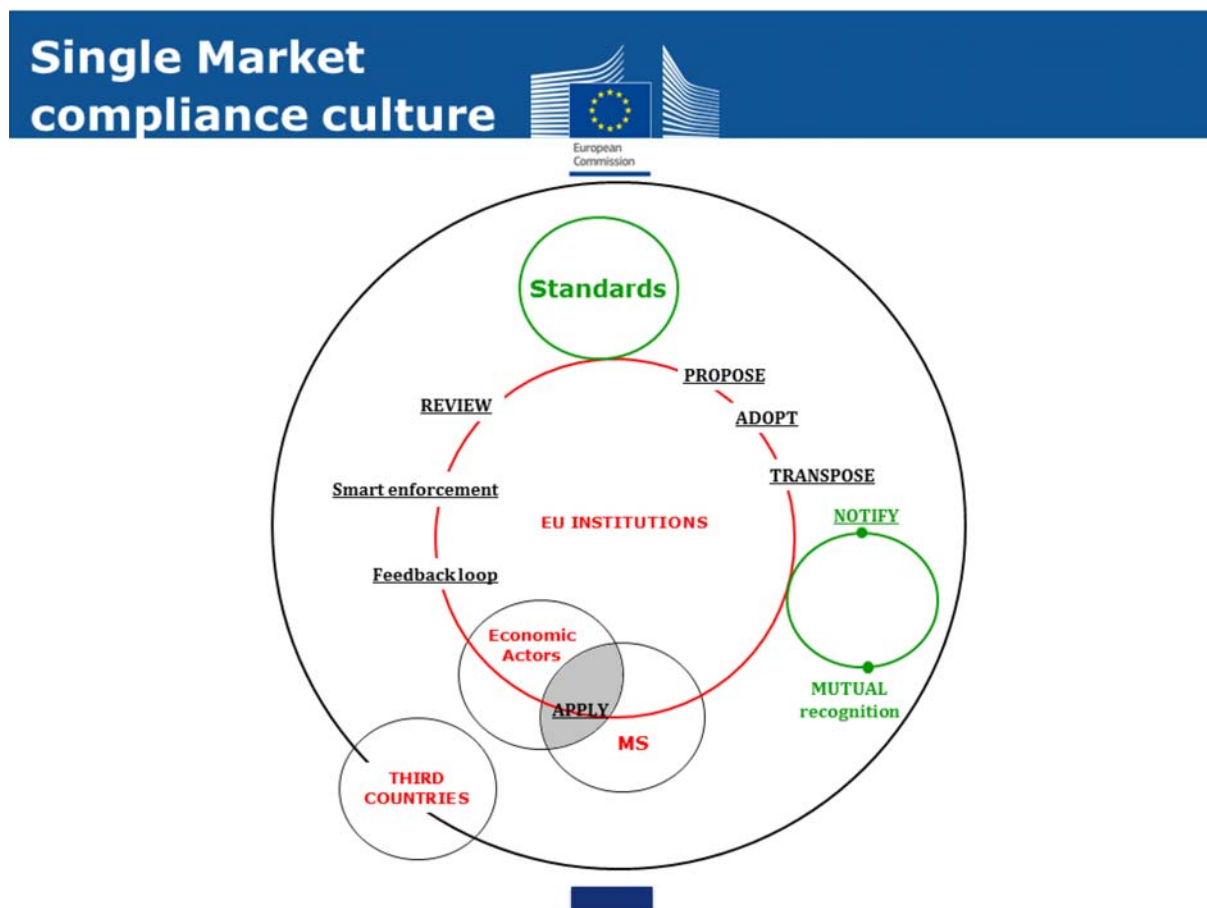 Single Market
compliance culture
European
Commission
Standards
PROPOSE
REVIEW
ADOPT
TRANSPOSE
Smart enforcement
NOTIFY
EU INSTITUTIONS
Feedback loop
Economic
Actors
MUTUAL
recognition
APPLY
MS
THIRD
COUNTRIES